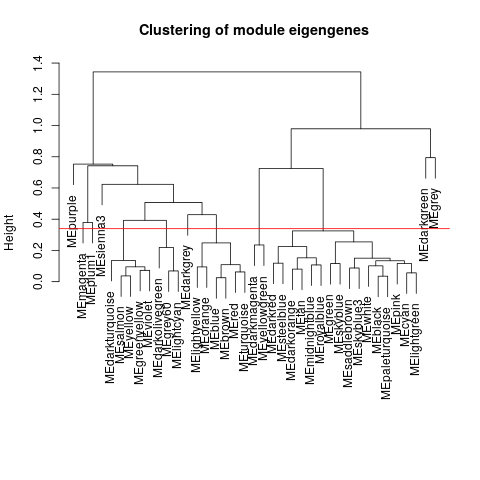 Clustering of module eigengenes
Height
1.4
1.2
1.0
0.8
0.6
0.4
0.2
0.0
MEpurple
MEmagenta
MEplum1
MEsienna3
MEdarkturquoise
MEsalmon
MEyellow
MEgreenyellow
MEviolet
MEdarkolivegreen
MEgrey60
MElightcyan
MEdarkgrey
MElightyellow
MEorange
MEblue
MEbrown
MEred
MEturquoise
MEdarkmagenta
MEyellowgreen
MEdarkred
MEsteelblue
MEdarkorange
MEtan
MEmidnightblue
MEroyalblue
MEgreen
MEskyblue
MEsaddlebrown
MEskyblue3
MEwhite
MEblack
MEpaleturquoise
MEpink
MEcyan
MElightgreen
MEdarkgreen
MEgrey